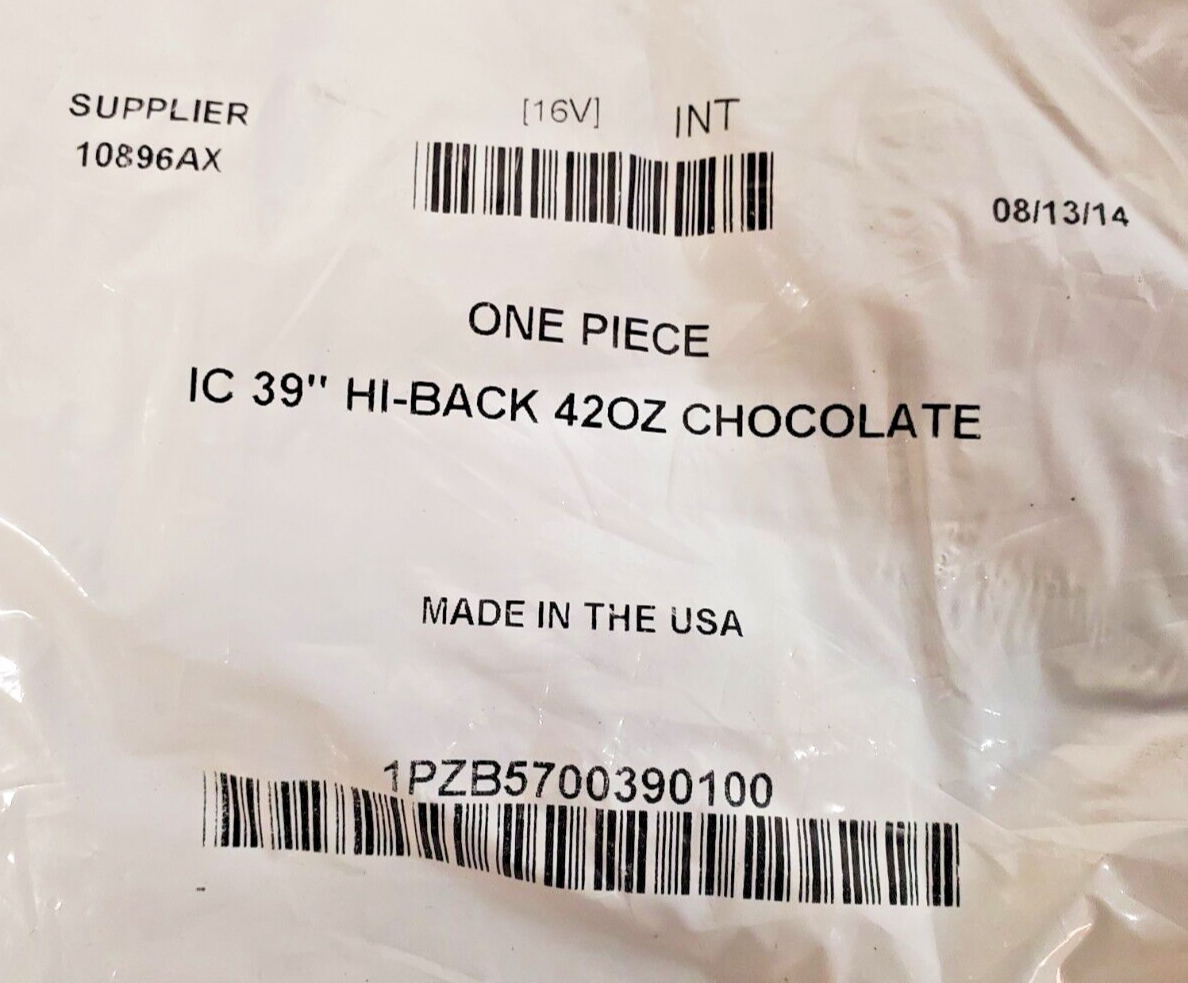 SUPPLIER
10896AX
[16V] INT
08/13/14
ONE PIECE
IC 39" HI-BACK 42OZ CHOCOLATE
MADE IN THE USA
1PZB5700390100